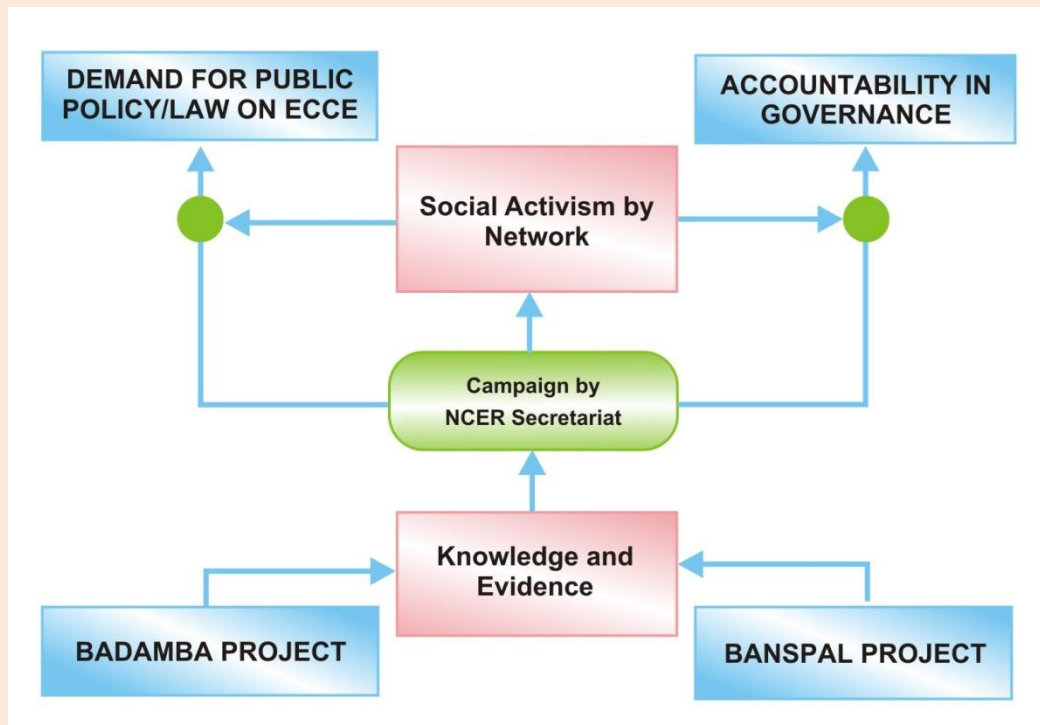 DEMAND FOR PUBLIC
POLICY/LAW ON ECCE
ACCOUNTABILITY IN
GOVERNANCE
Social Activism by
Network
Campaign by
NCER Secretariat
Knowledge and
Evidence
BADAMBA PROJECT
BANSPAL PROJECT